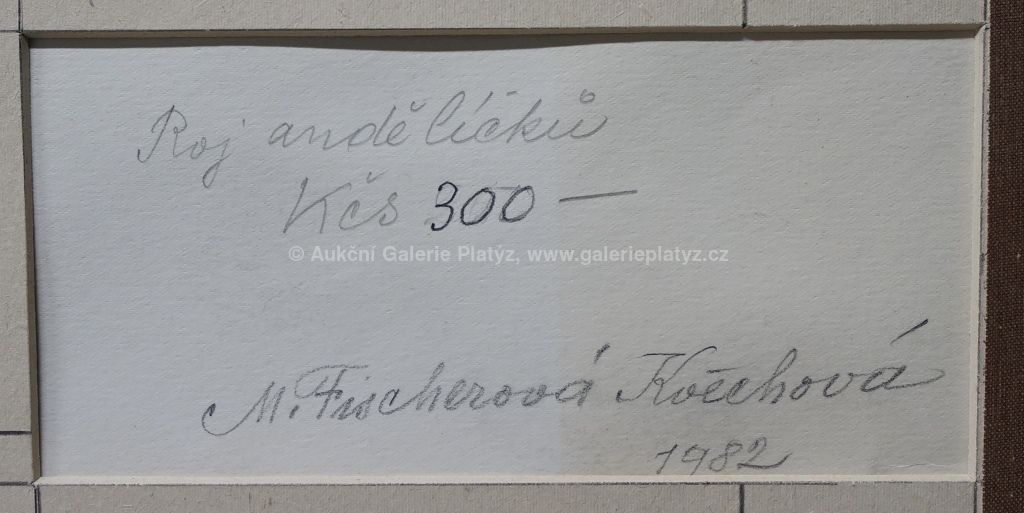 Roj andělíčků
Kčs 300 —
© Aukční Galerie Platýz, www.galerieplatyz.cz
M. Fischerová Kvěchová
1982